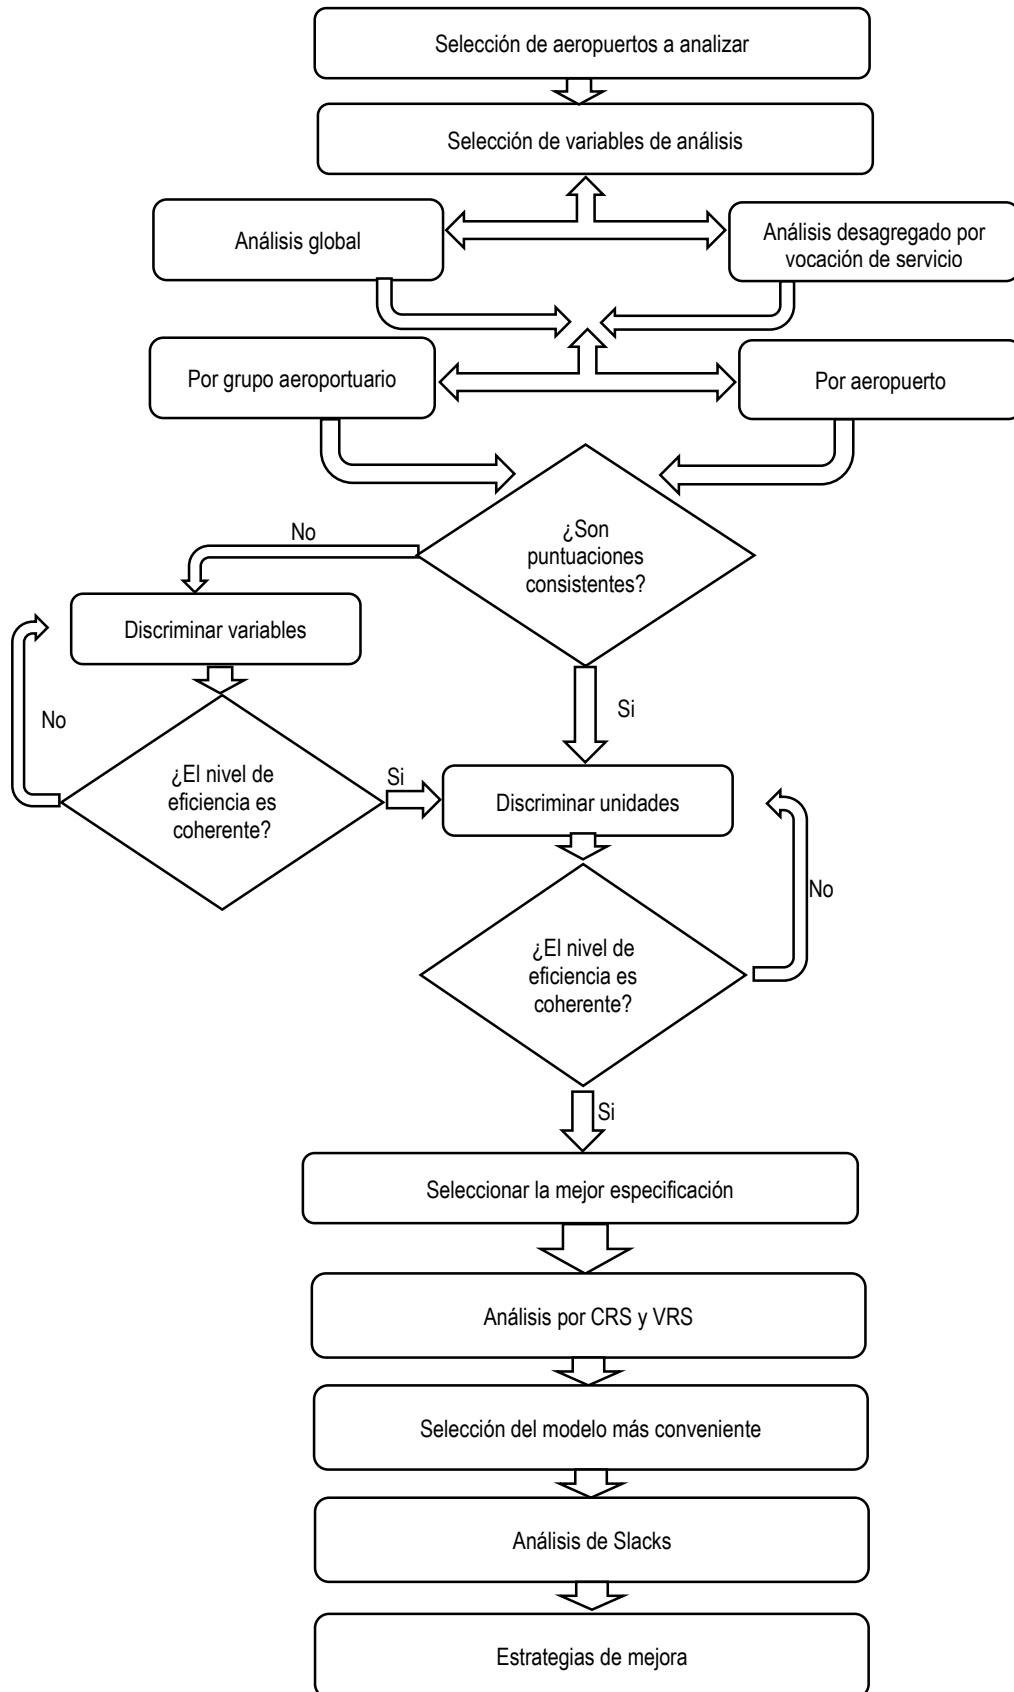 Selección de aeropuertos a analizar
Selección de variables de análisis
Análisis global
Análisis desagregado por
vocación de servicio
Por grupo aeroportuario
Por aeropuerto
¿Son
puntuaciones
consistentes?
No
Discriminar variables
No
Si
¿El nivel de
eficiencia es
coherente?
Si
Discriminar unidades
No
¿El nivel de
eficiencia es
coherente?
Si
Seleccionar la mejor especificación
Análisis por CRS y VRS
Selección del modelo más conveniente
Análisis de Slacks
Estrategias de mejora